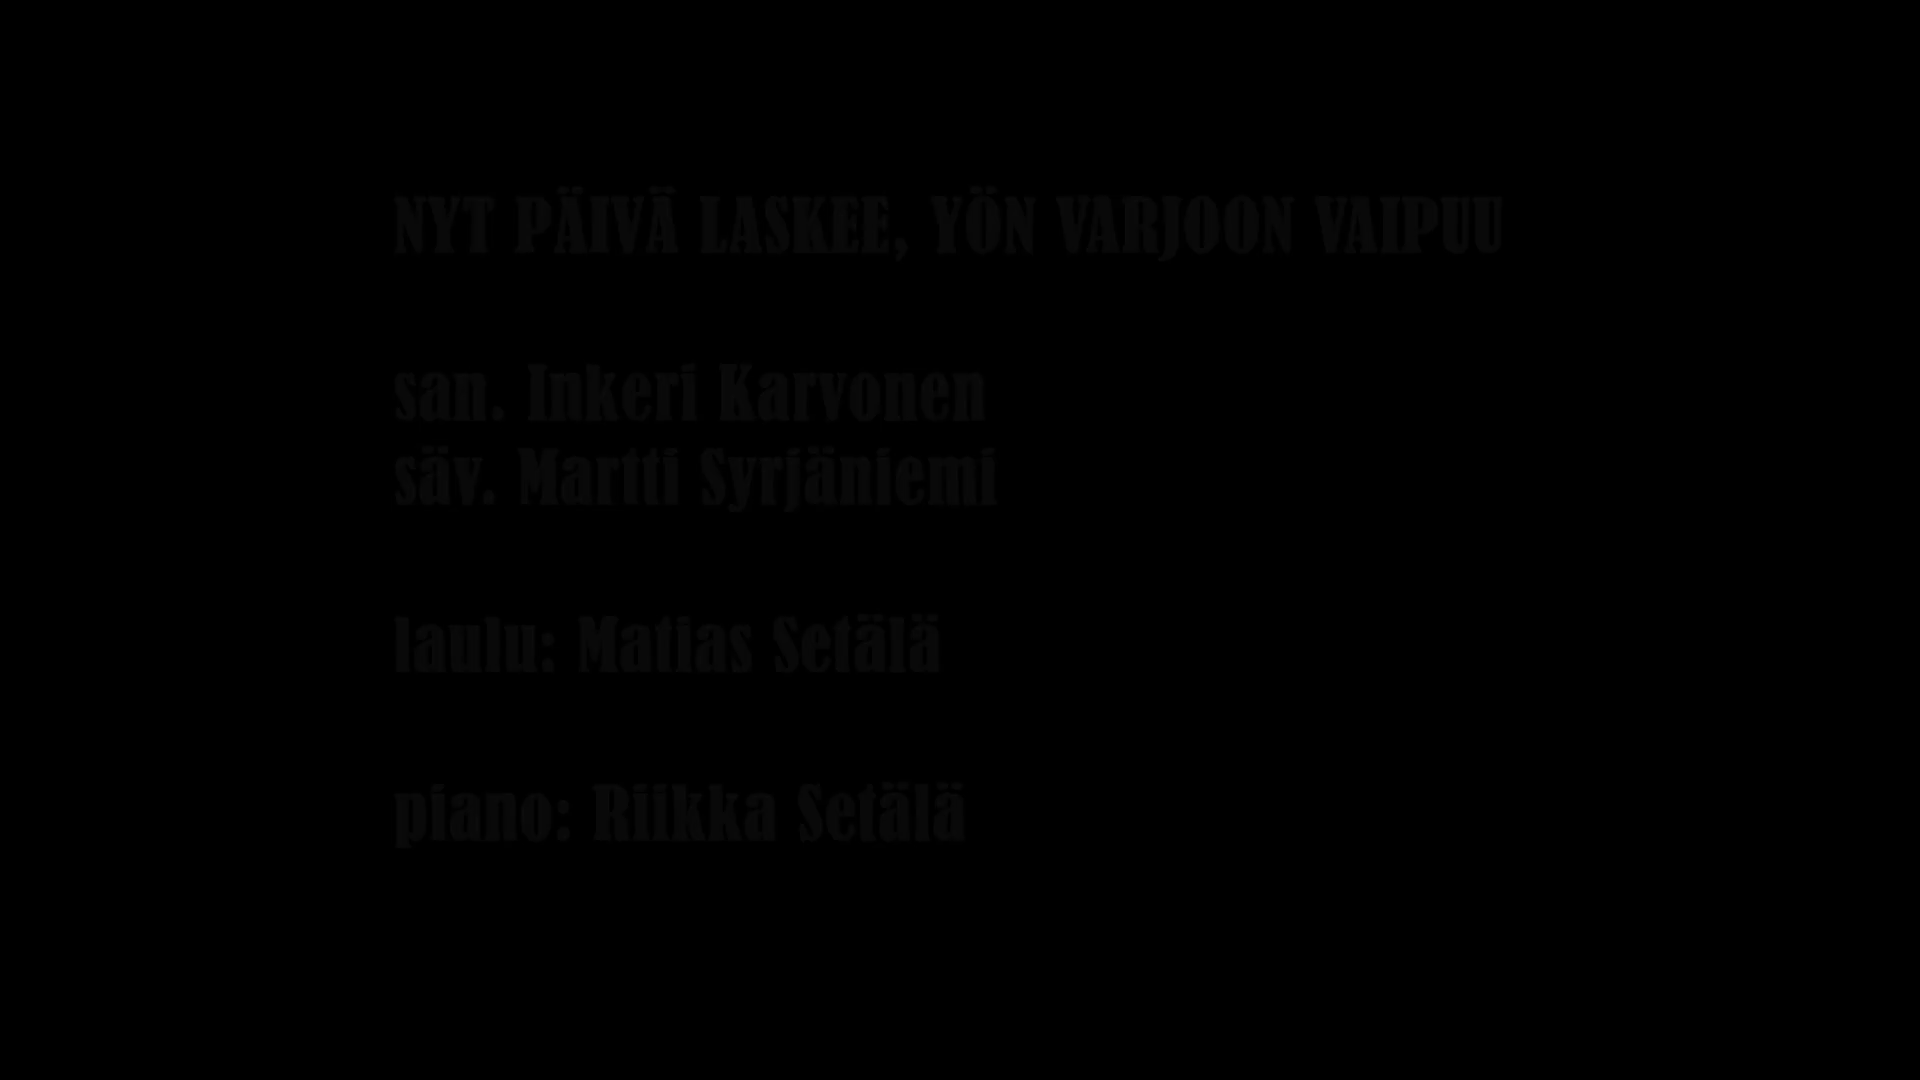 NYT PÄIVÄ LASKEE, YÖN VARJOON VAIPUU
san. Inkeri Karvonen
säv. Martti Syrjäniemi
laulu: Matias Setälä
piano: Riikka Setälä